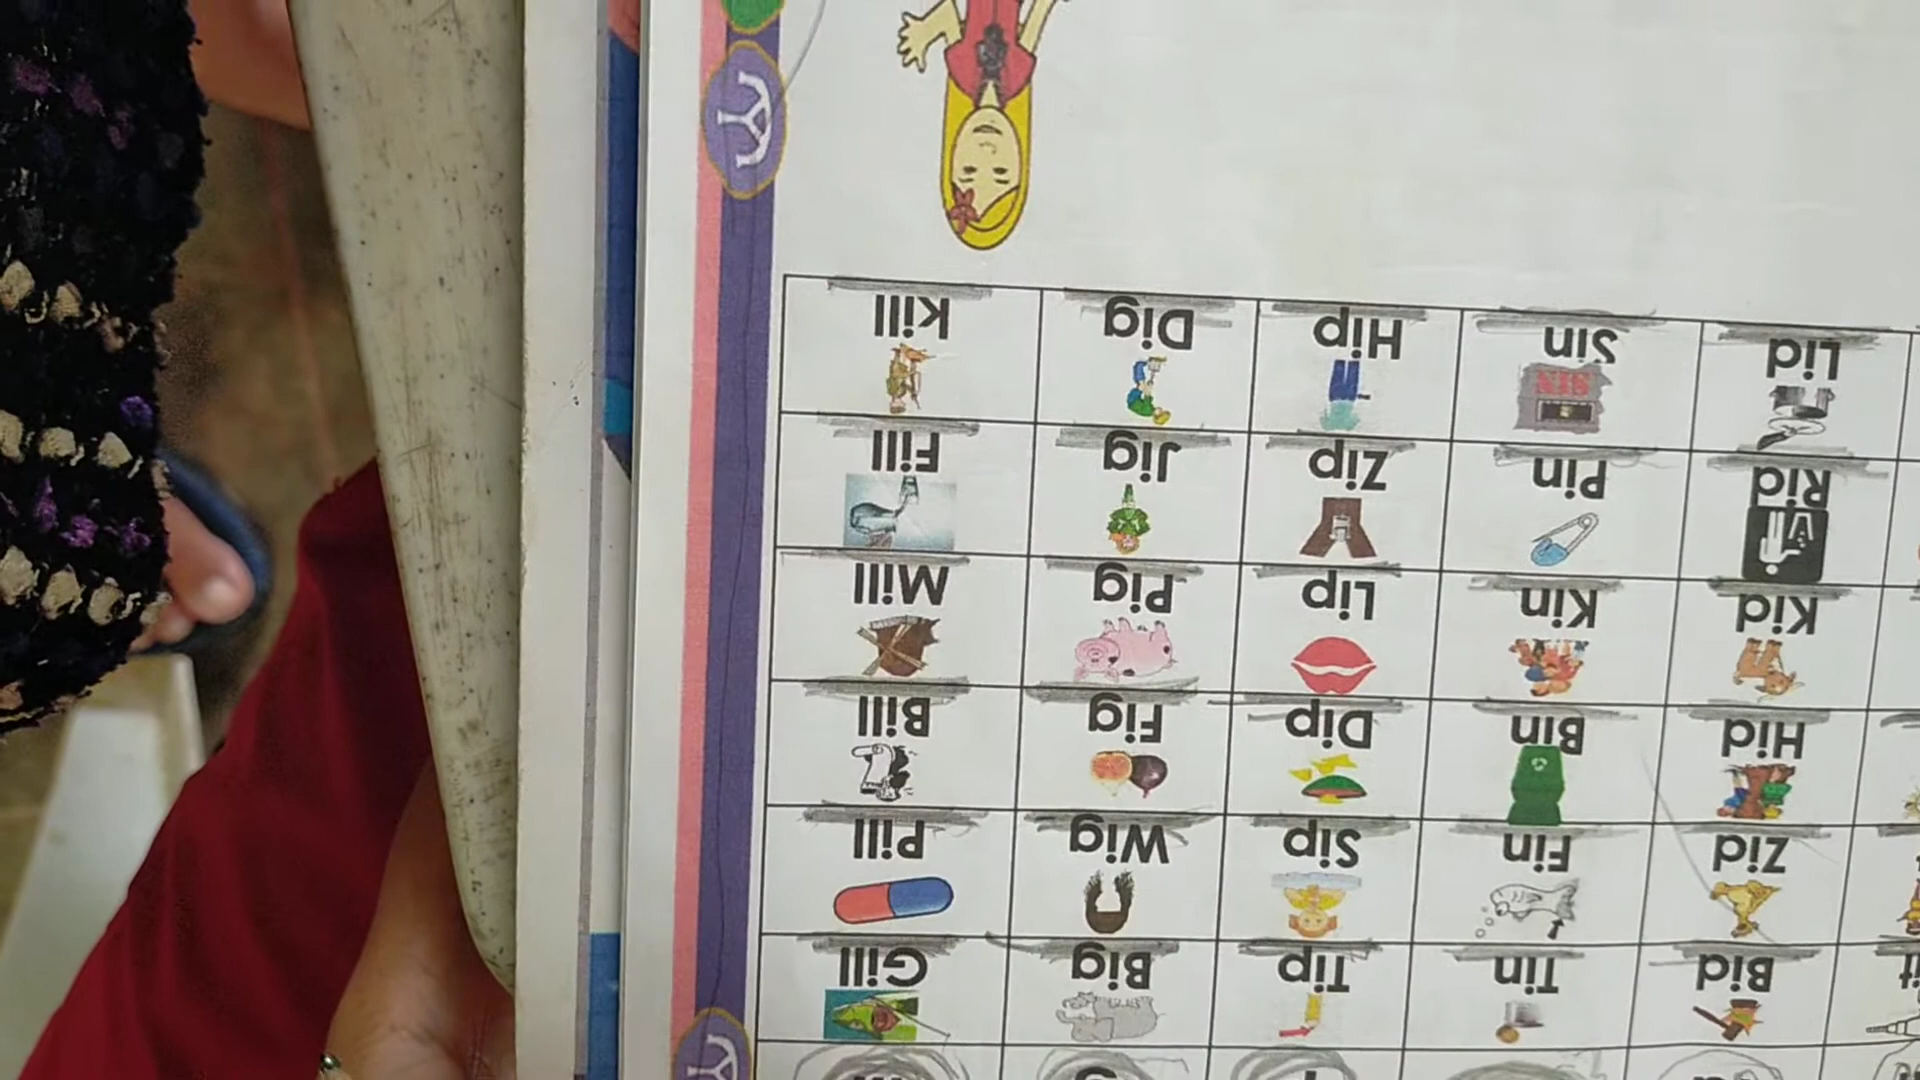 Bid Tin Tip Big Gill
Zid Fin Sip Wig Pill
Hid Bin Dip Fig Bill
Kid Kin Lip Pig Mill
Rid Pin Zip Jig Fill
SIN
Lid Sin Hip Dig Kill